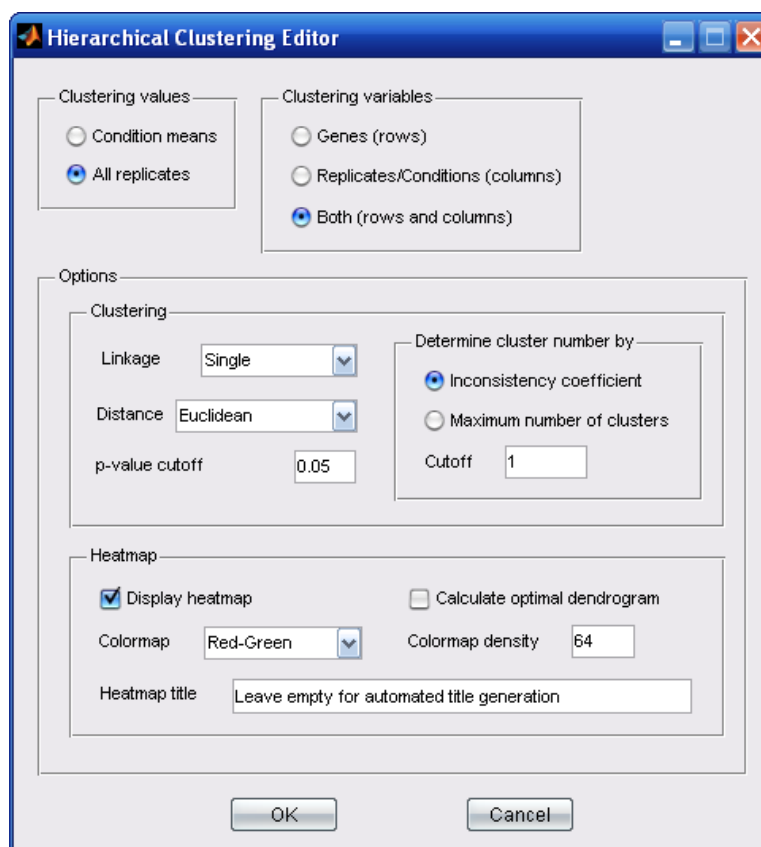 Hierarchical Clustering Editor
Clustering values
Condition means
All replicates
Clustering variables
Genes (rows)
Replicates/Conditions (columns)
Both (rows and columns)
Options
Clustering
Linkage Single
Distance Euclidean
p-value cutoff 0.05
Determine cluster number by
Inconsistency coefficient
Maximum number of clusters
Cutoff 1
Heatmap
Display heatmap Calculate optimal dendrogram
Colormap Red-Green Colormap density 64
Heatmap title Leave empty for automated title generation
OK Cancel